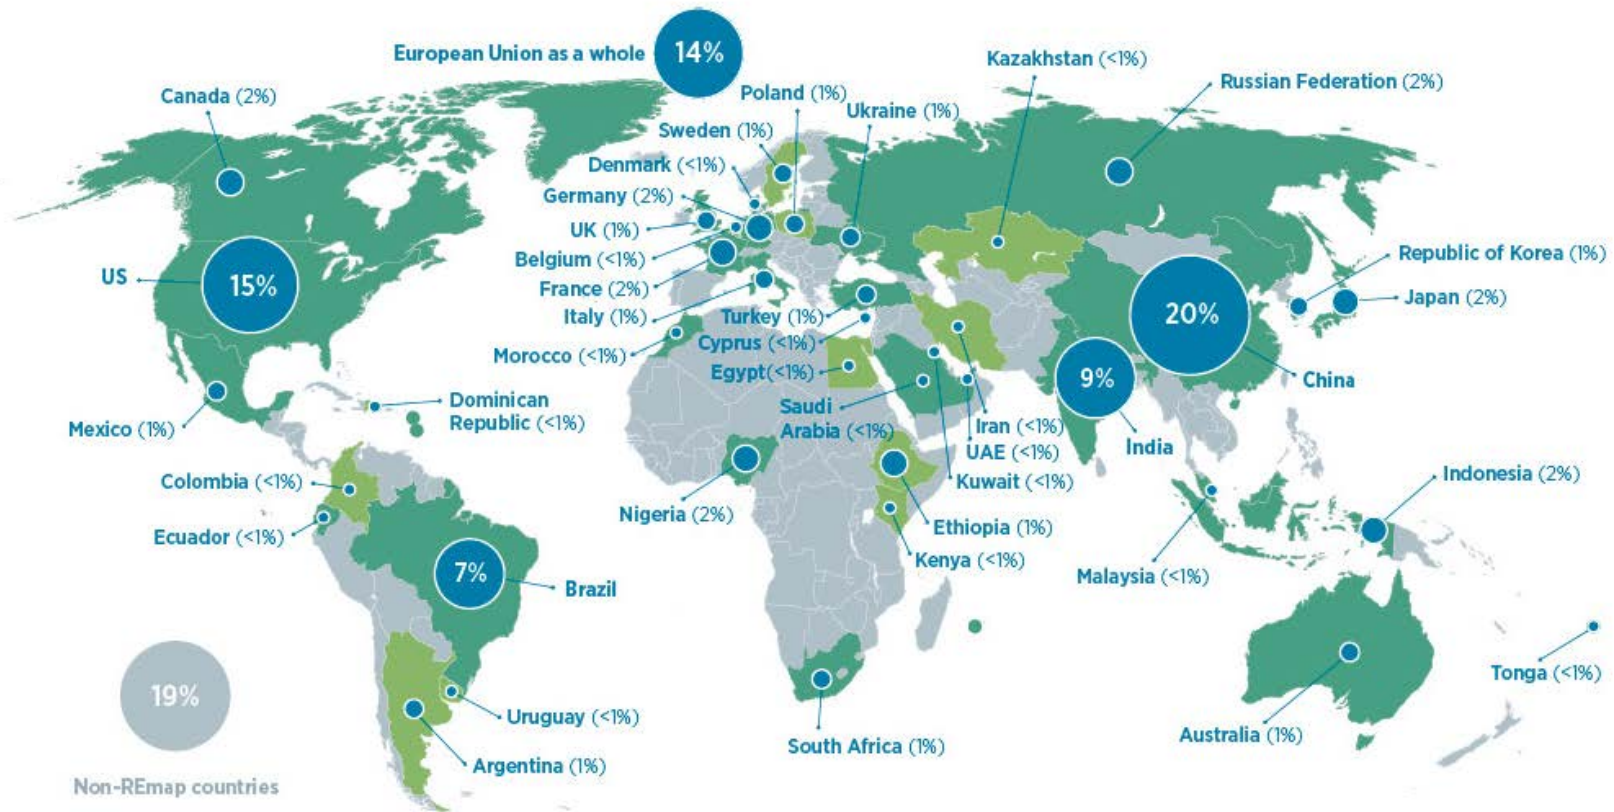 European Union as a whole 14%
Kazakhstan (<1%)
Canada (2%)
Poland (1%)
Russian Federation (2%)
Ukraine (1%)
Sweden (1%)
Denmark (<1%)
Germany (2%)
UK (1%)
Belgium (<1%)
Republic of Korea (1%)
US
15%
France (2%)
Japan (2%)
Italy (1%)
Turkey (1%)
20%
Cyprus (<1%)
Morocco (<1%)
Egypt(<1%)
9%
China
Dominican
Republic (<1%)
Saudi
Arabia (<1%)
Mexico (1%)
Iran (<1%)
UAE (<1%)
India
Colombia (<1%)
Kuwait (<1%)
Indonesia (2%)
Nigeria (2%)
Ethiopia (1%)
Ecuador (<1%)
Kenya (<1%)
7%
Brazil
Malaysia (<1%)
Tonga (<1%)
19%
Uruguay (<1%)
Australia (1%)
South Africa (1%)
Argentina (1%)
Non-REmap countries